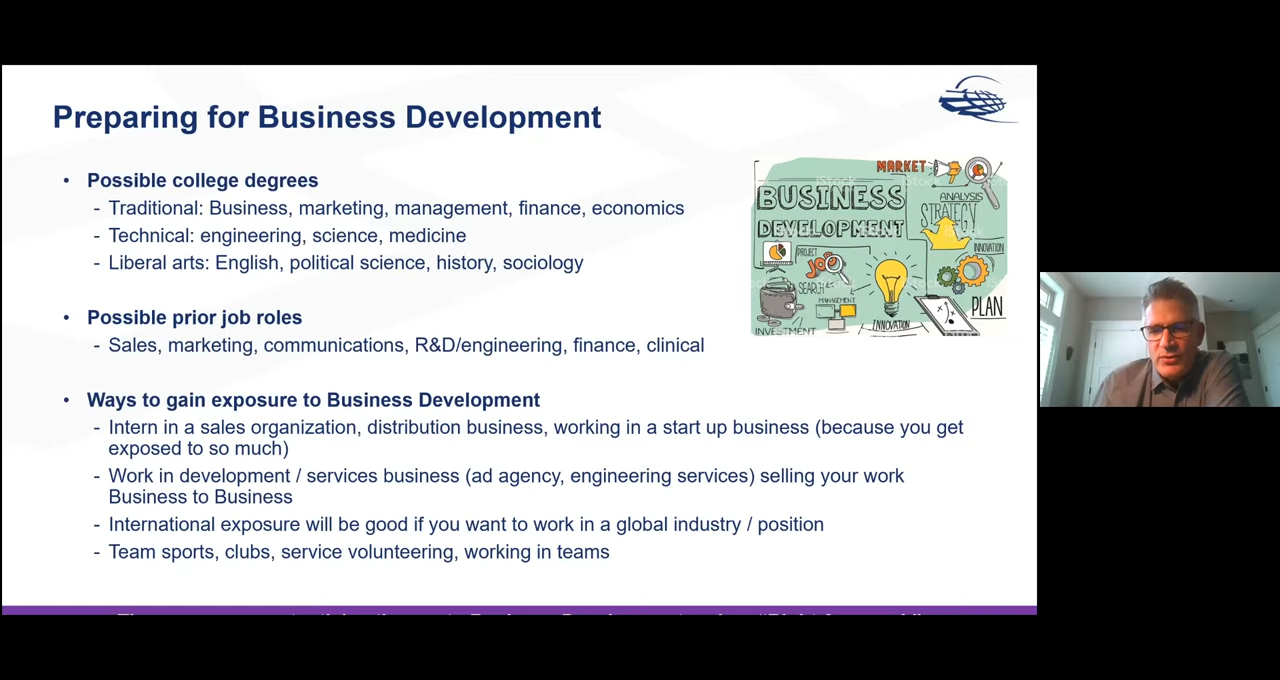 Preparing for Business Development
• Possible college degrees
- Traditional: Business, marketing, management, finance, economics
- Technical: engineering, science, medicine
- Liberal arts: English, political science, history, sociology
• Possible prior job roles
- Sales, marketing, communications, R&D/engineering, finance, clinical
• Ways to gain exposure to Business Development
- Intern in a sales organization, distribution business, working in a start up business (because you get
exposed to so much)
- Work in development / services business (ad agency, engineering services) selling your work
Business to Business
- International exposure will be good if you want to work in a global industry / position
- Team sports, clubs, service volunteering, working in teams
MARKET
BUSINESS
DEVELOPMENT
ANALYSIS
STRATEGY
INNOVATION
PROJECT
JOB
SEARCH
MANAGEMENT
PLAN
INVESTMENT
INNOVATION